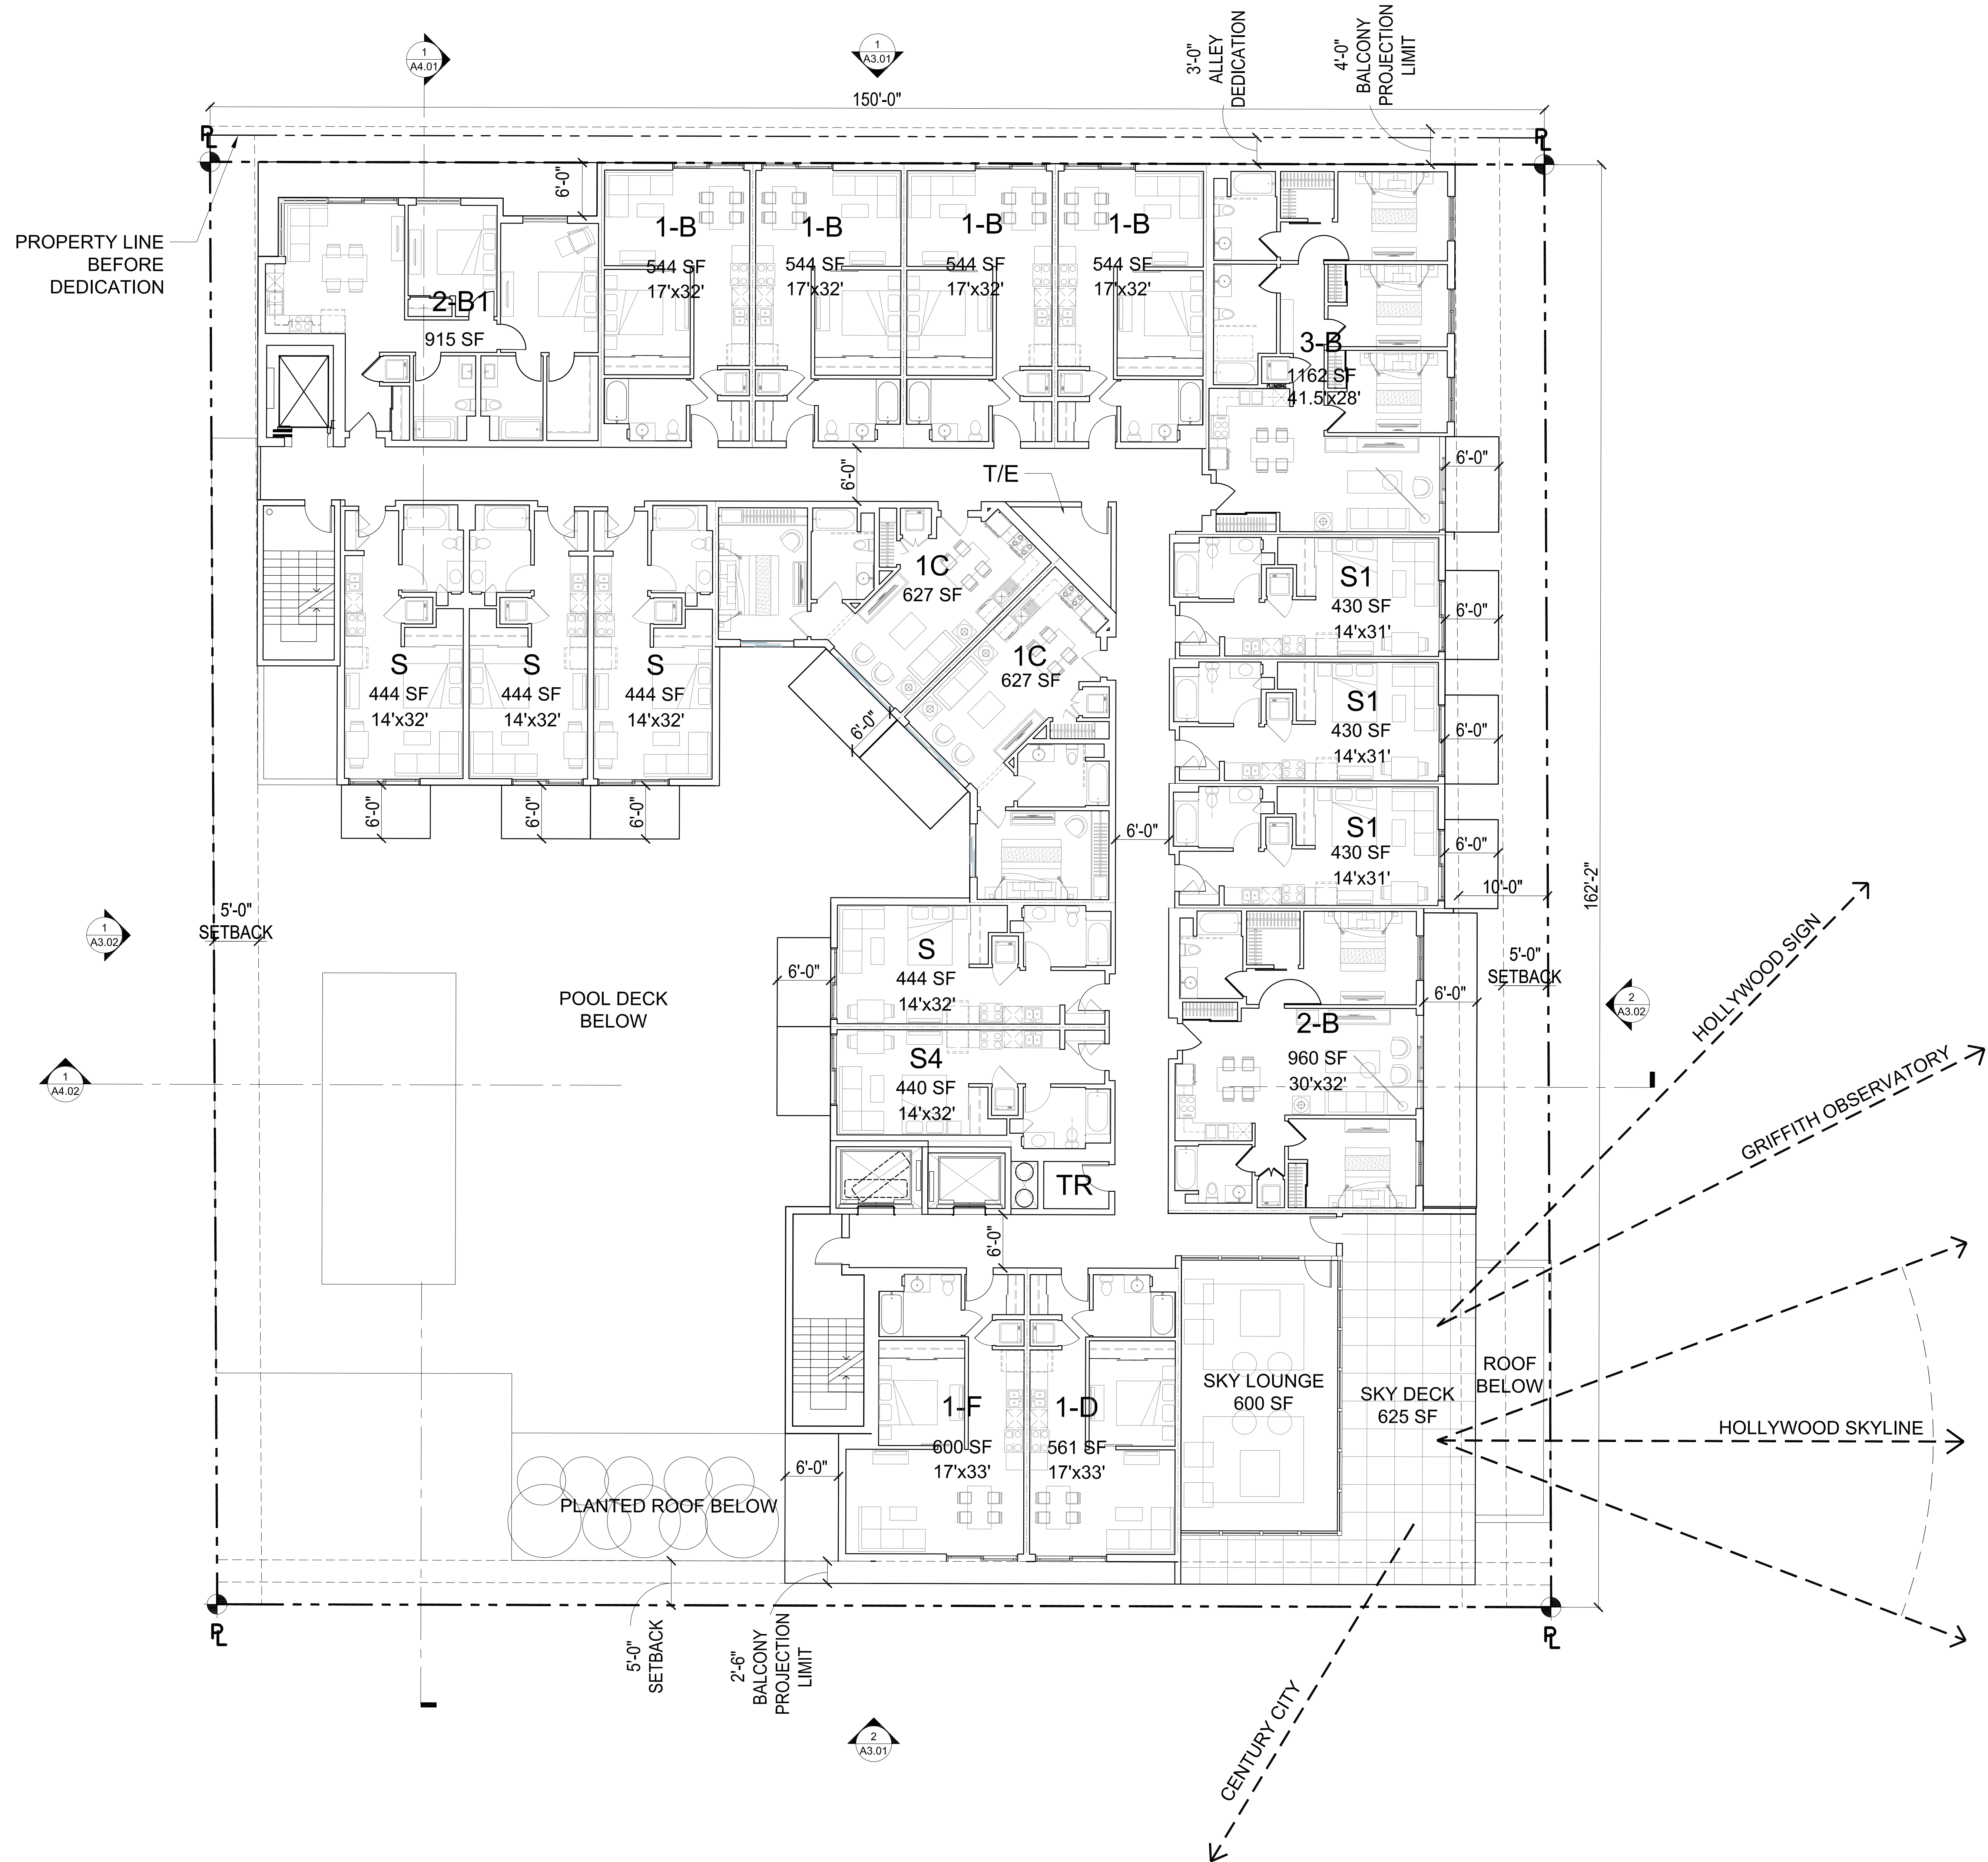 1
A4.01
1
A3.01
3'-0"
ALLEY
DEDICATION
4'-0"
BALCONY
PROJECTION
LIMIT
150'-0"
PL
PL
PROPERTY LINE
BEFORE
DEDICATION
6'-0"
2-B1
915 SF
1-B
544 SF
17'x32'
1-B
544 SF
17'x32'
1-B
544 SF
17'x32'
1-B
544 SF
17'x32'
3-B
1162 SF
41.5'x28'
6'-0"
6'-0"
T/E
1C
627 SF
1C
627 SF
6'-0"
S
444 SF
14'x32'
S
444 SF
14'x32'
S
444 SF
14'x32'
6'-0"
6'-0"
6'-0"
S1
430 SF
14'x31'
6'-0"
S1
430 SF
14'x31'
6'-0"
S1
430 SF
14'x31'
6'-0"
6'-0"
10'-0"
162'-2"
1
A3.02
5'-0"
SETBACK
POOL DECK
BELOW
6'-0"
S
444 SF
14'x32'
S4
440 SF
14'x32'
TR
2-B
960 SF
30'x32'
6'-0"
5'-0"
SETBACK
2
A3.02
1
A4.02
HOLLYWOOD SIGN
GRIFFITH OBSERVATORY
6'-0"
1-F
600 SF
17'x33'
1-D
561 SF
17'x33'
SKY LOUNGE
600 SF
SKY DECK
625 SF
ROOF
BELOW
HOLLYWOOD SKYLINE
6'-0"
PLANTED ROOF BELOW
PL
5'-0"
SETBACK
2'-6"
BALCONY
PROJECTION
LIMIT
PL
CENTURY CITY
2
A3.01